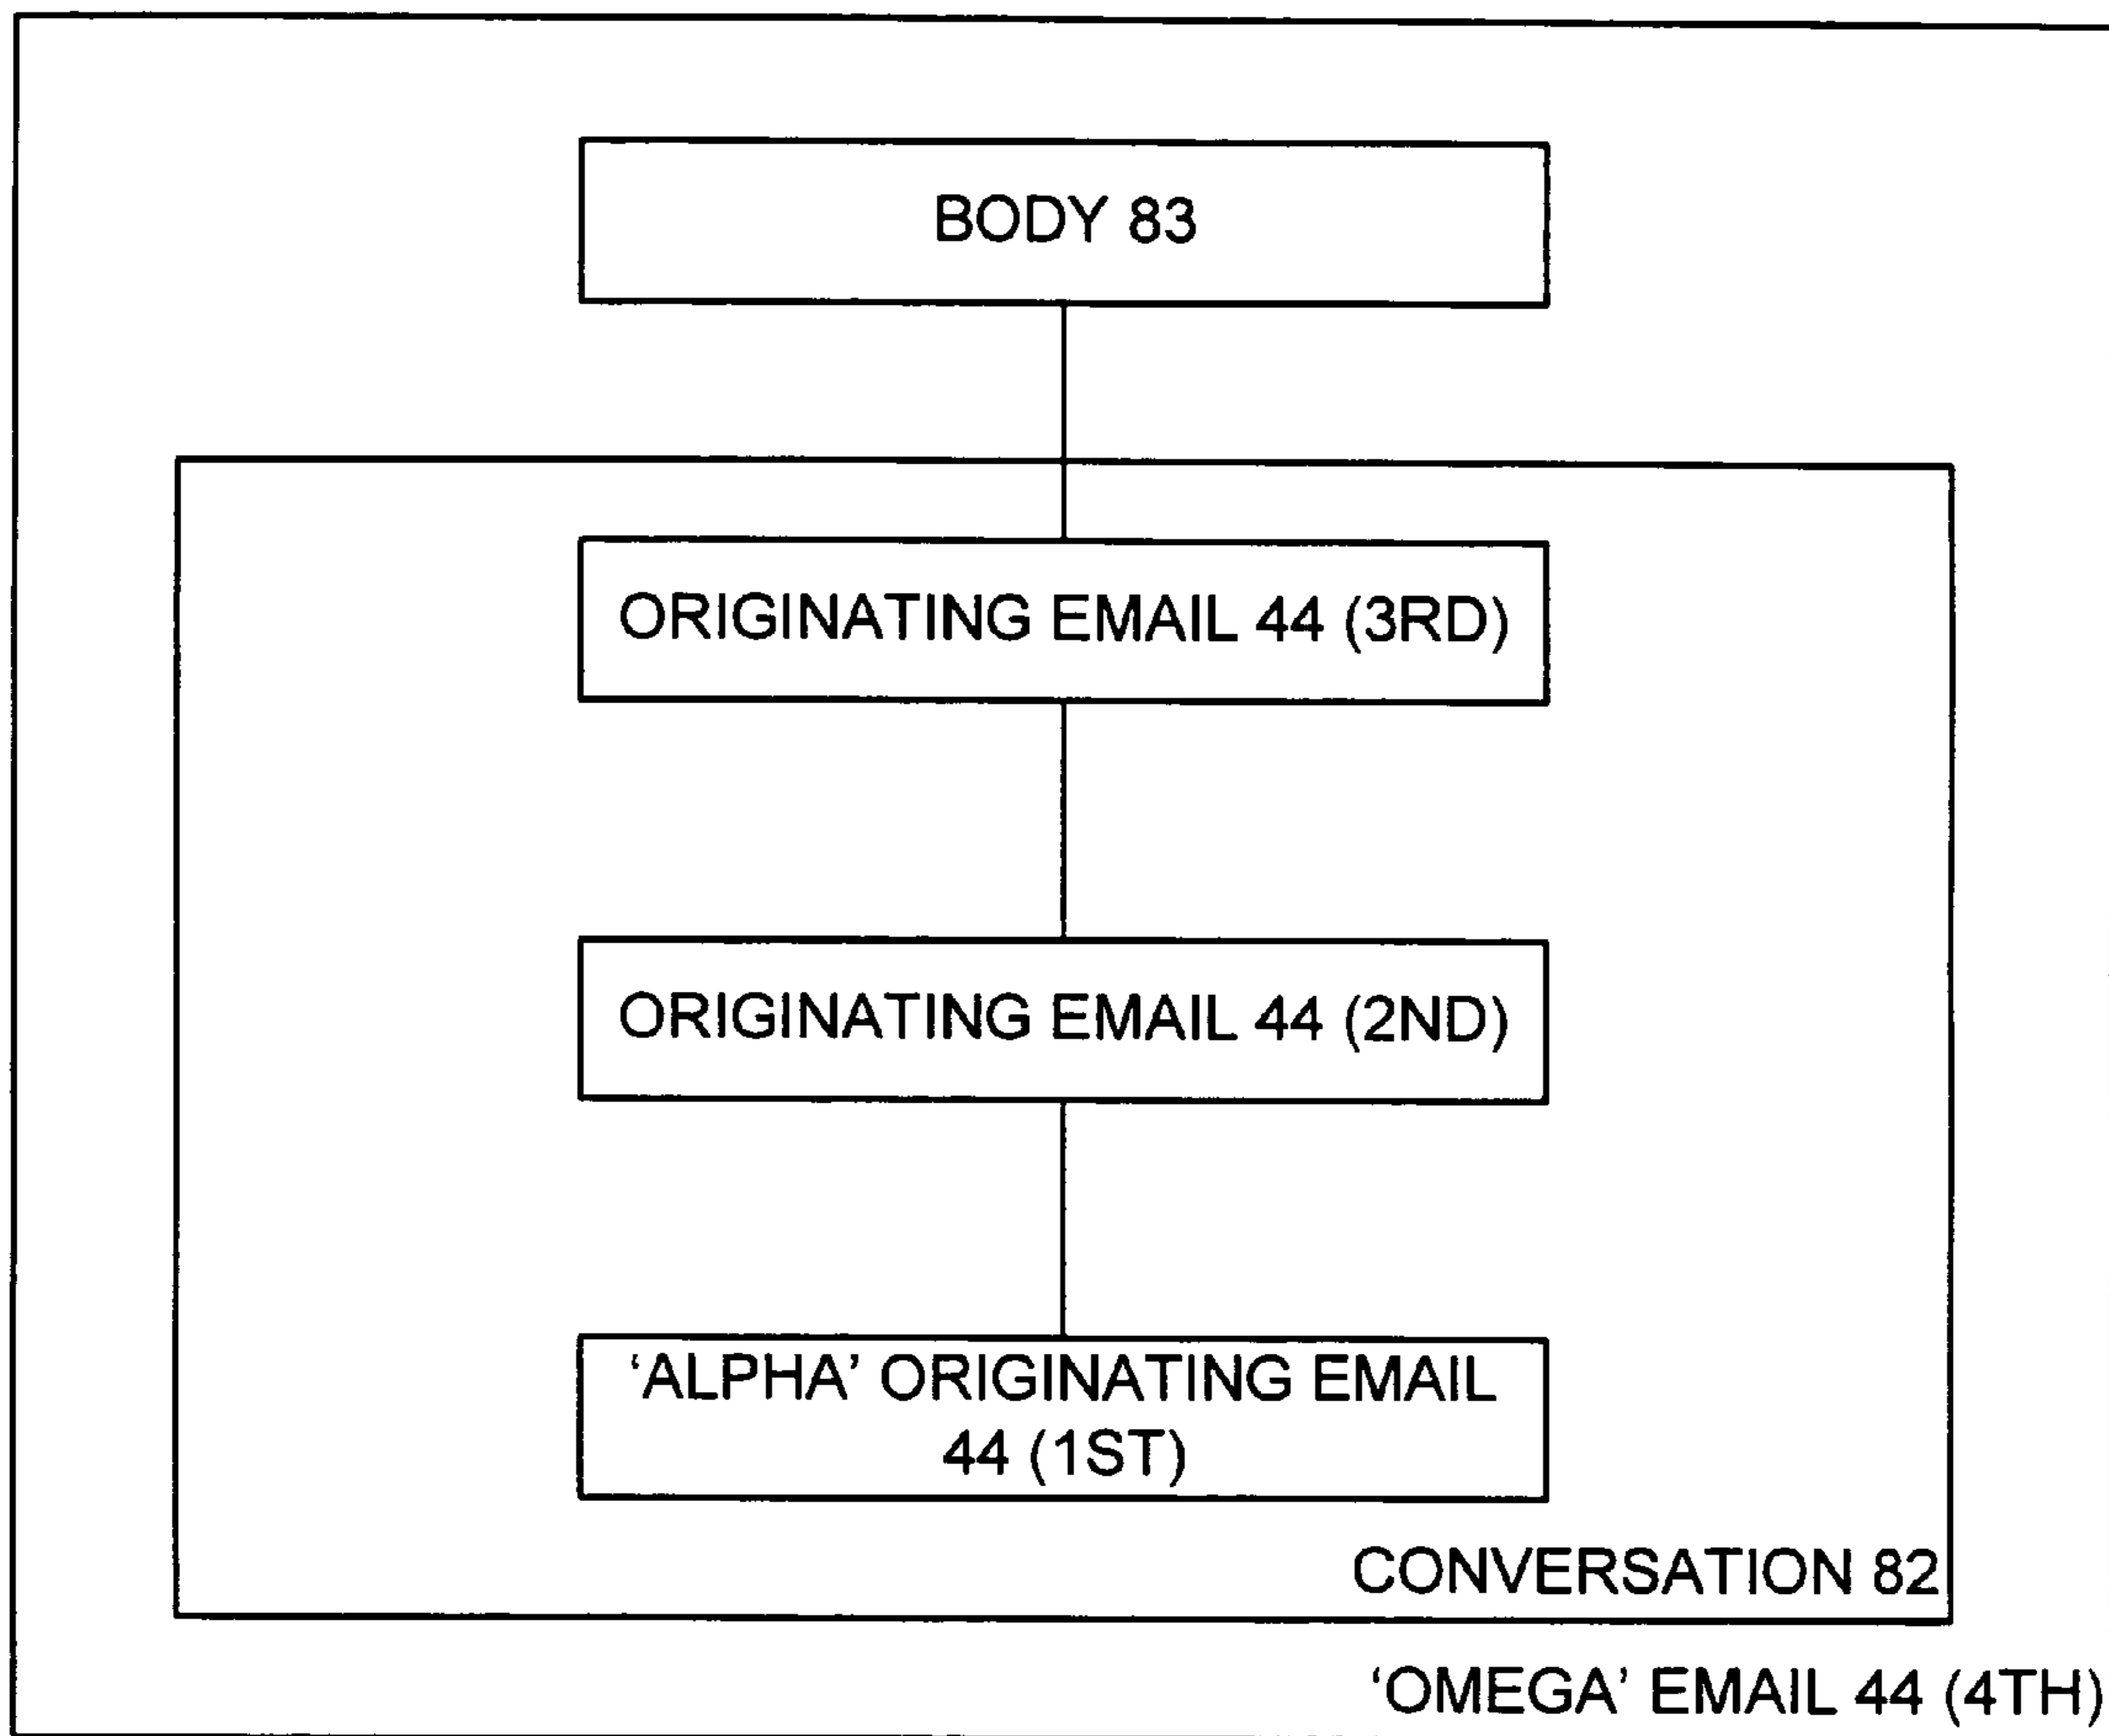 BODY 83
ORIGINATING EMAIL 44 (3RD)
ORIGINATING EMAIL 44 (2ND)
‘ALPHA’ ORIGINATING EMAIL
44 (1ST)
CONVERSATION 82
‘OMEGA’ EMAIL 44 (4TH)